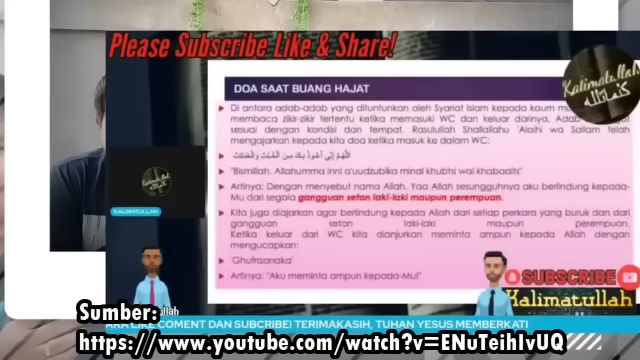 Please Subscribe Like & Share!
Kalimatullah
DOA SAAT BUANG HAJAT
Di antara adab-adab yang dituntunkan oleh Syariat Islam kepada kaum
membaca zikir-zikir tertentu ketika memasuki WC dan keluar darinya. Adab
sesuai dengan kondisi dan tempat. Rasulullah Shallallahu 'Alaihi wa Sallam telah
mengajarkan kepada kita doa ketika masuk ke dalam WC:
اللَّهُمَّ إِنِّي أَعُوذُ بِكَ مِنَ الْخُبُثِ وَالْخَبَائِثِ
"Bismillah, Allahumma inni a'uudzubika minal khubtsi wal khabaaits"
Artinya: Dengan menyebut nama Allah. Yaa Allah sesungguhnya aku berlindung kepada-
Mu dari segala gangguan setan laki-laki maupun perempuan.
Kita juga diajarkan agar berlindung kepada Allah dari setiap perkara yang buruk dan dari
gangguan setan laki-laki maupun perempuan.
Ketika keluar dari WC kita dianjurkan meminta ampun kepada Allah dengan
mengucapkan:
'Ghufraanaka'
Artinya: "Aku meminta ampun kepada-Mu!"
KALIMATULLAH
SUBSCRIBE
Kalimatullah
Sumber:
LIKE COMENT DAN SUBCRIBE! TERIMAKASIH, TUHAN YESUS MEMBERKATI
https://www.youtube.com/watch?v=ENuTeihIvUQ